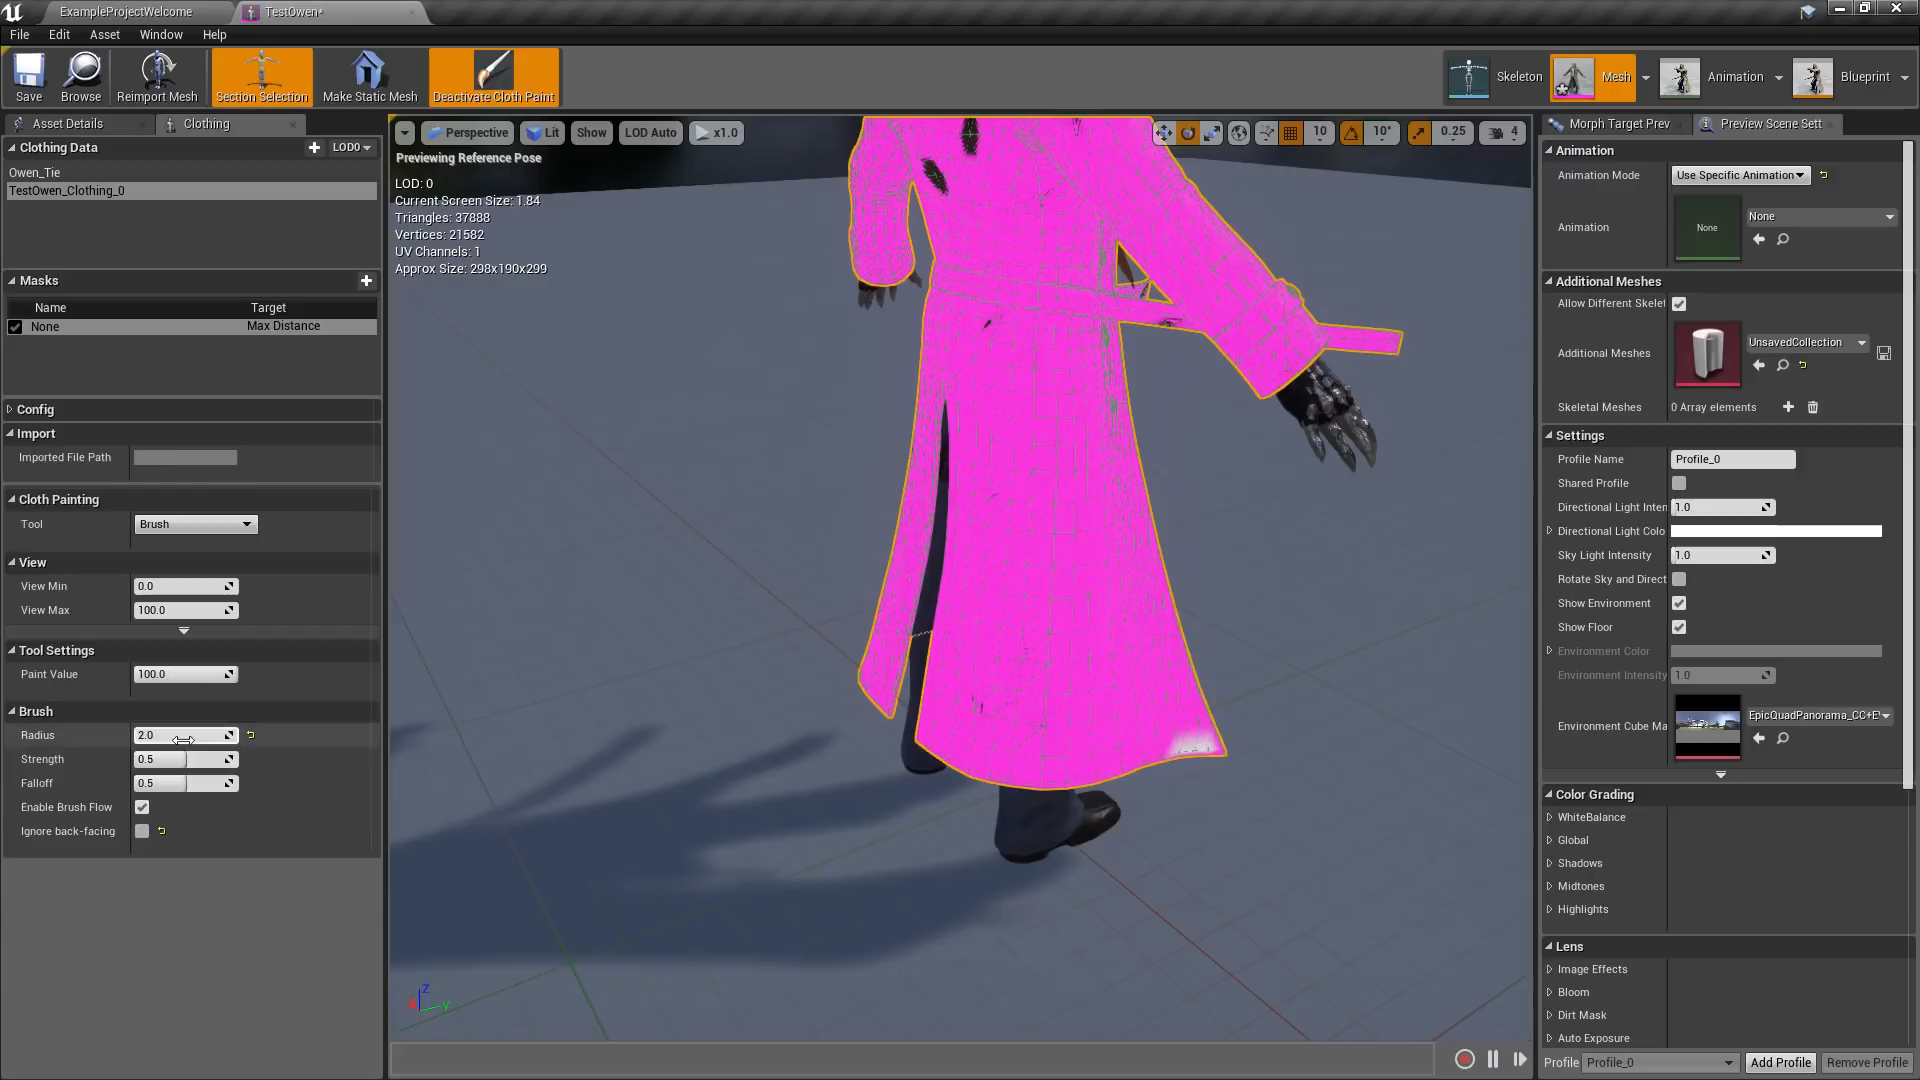 ExampleProjectWelcome
TestOwen*
File Edit Asset Window Help
Save
Browse
Reimport Mesh
Section Selection
Make Static Mesh
Deactivate Cloth Paint
Skeleton
Mesh
Animation
Blueprint
Asset Details
Clothing
Clothing Data
LOD0
Owen_Tie
TestOwen_Clothing_0
Masks
Name Target
None Max Distance
Config
Import
Imported File Path
Cloth Painting
Tool Brush
View
View Min 0.0
View Max 100.0
Tool Settings
Paint Value 100.0
Brush
Radius 2.0
Strength 0.5
Falloff 0.5
Enable Brush Flow
Ignore back-facing
Perspective Lit Show LOD Auto x1.0
10 10° 0.25 4
Previewing Reference Pose
LOD: 0
Current Screen Size: 1.84
Triangles: 37888
Vertices: 21582
UV Channels: 1
Approx Size: 298x190x299
Z
X
Y
Morph Target Prev
Preview Scene Sett
Animation
Animation Mode Use Specific Animation
Animation None None
Additional Meshes
Allow Different Skelet
Additional Meshes UnsavedCollection
Skeletal Meshes 0 Array elements
Settings
Profile Name Profile_0
Shared Profile
Directional Light Inten 1.0
Directional Light Colo
Sky Light Intensity 1.0
Rotate Sky and Direct
Show Environment
Show Floor
Environment Color
Environment Intensity 1.0
Environment Cube Ma EpicQuadPanorama_CC+E
Color Grading
WhiteBalance
Global
Shadows
Midtones
Highlights
Lens
Image Effects
Bloom
Dirt Mask
Auto Exposure
Profile Profile_0 Add Profile Remove Profile